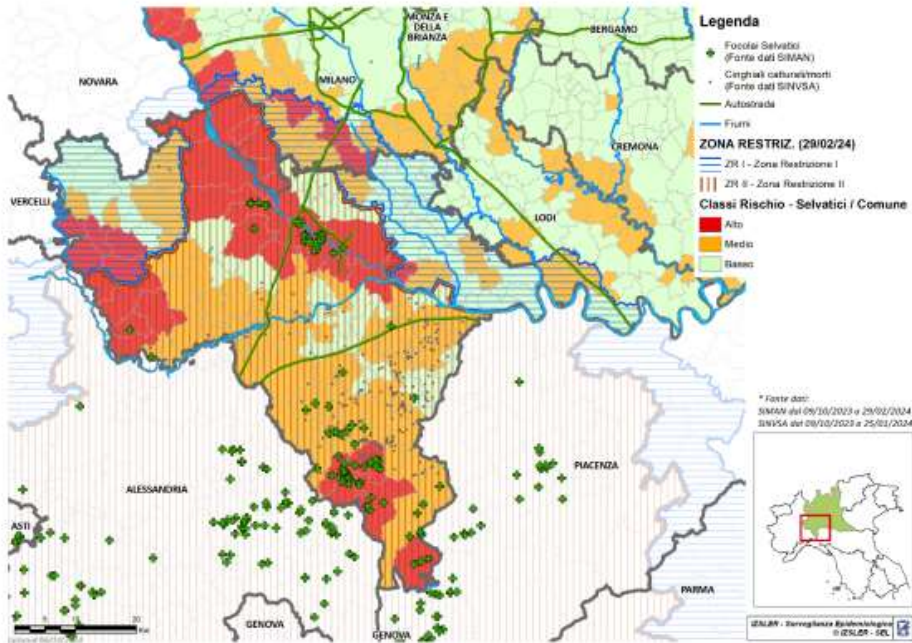 MONZA E
DELLA
BRIANZA
BERGAMO
NOVARA
MILANO
CREMONA
VERCELLI
LODI
ALESSANDRIA
PIACENZA
ASTI
PARMA
GENOVA
GENOVA
Legenda
Focolai Selvatici
(Fonte dati SIMAN)
Cinghiali catturati/morti
(Fonte dati SINVSA)
Autostrada
Fiumi
ZONA RESTRIZ. (29/02/24)
ZR I - Zona Restrizione I
ZR II - Zona Restrizione II
Classi Rischio - Selvatici / Comune
Alto
Medio
Basso
* Fonte dati:
SIMAN dal 09/10/2023 a 29/02/2024
SINVSA dal 09/10/2023 a 25/01/2024
IZSLER - Sorveglianza Epidemiologica
© IZSLER - SEL